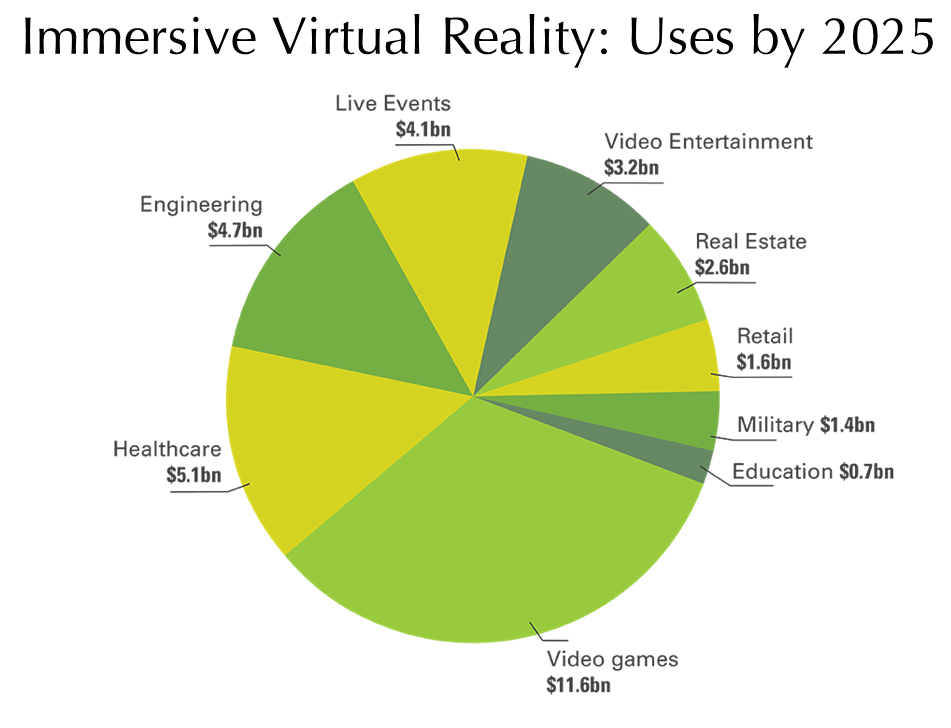 Immersive Virtual Reality: Uses by 2025
Live Events
$4.1bn
Video Entertainment
$3.2bn
Engineering
$4.7bn
Real Estate
$2.6bn
Retail
$1.6bn
Military $1.4bn
Healthcare
$5.1bn
Education $0.7bn
Video games
$11.6bn